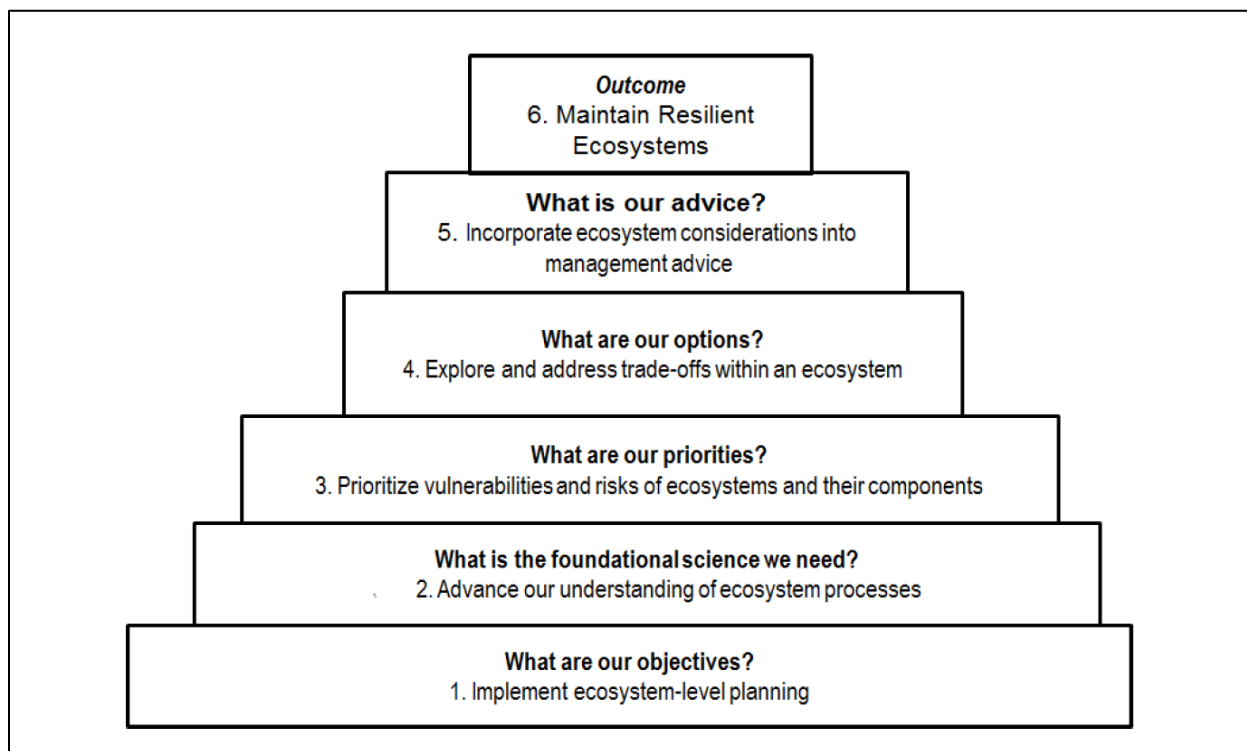 Outcome
6. Maintain Resilient
Ecosystems
What is our advice?
5. Incorporate ecosystem considerations into
management advice
What are our options?
4. Explore and address trade-offs within an ecosystem
What are our priorities?
3. Prioritize vulnerabilities and risks of ecosystems and their components
What is the foundational science we need?
2. Advance our understanding of ecosystem processes
What are our objectives?
1. Implement ecosystem-level planning